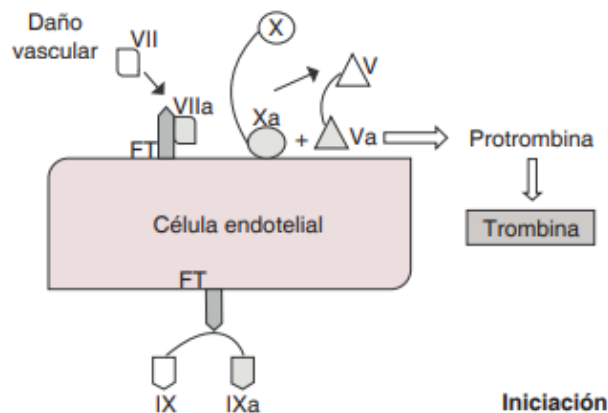 Daño
vascular
VII
VIIa
FT
X
Xa
+
V
Va
Protrombina
Trombina
Célula endotelial
FT
IX
IXa
Iniciación